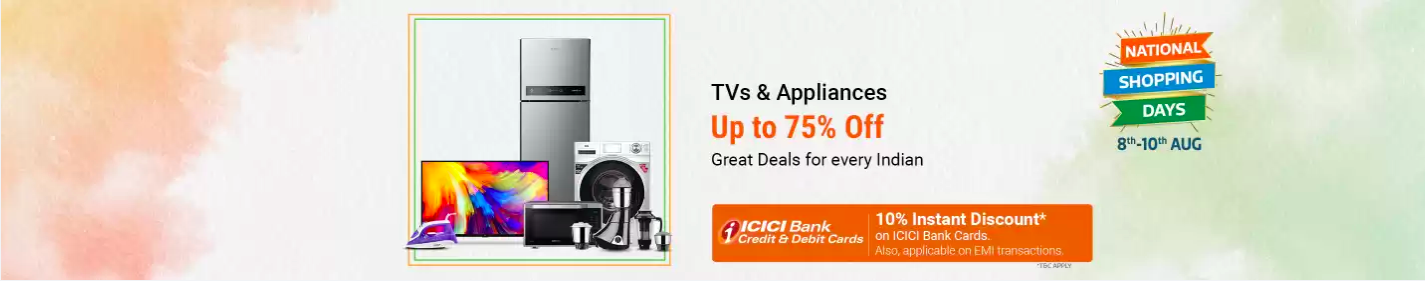 TVs & Appliances
Up to 75% Off
Great Deals for every Indian
ICICI Bank
Credit & Debit Cards
10% Instant Discount*
on ICICI Bank Cards.
Also, applicable on EMI transactions.
*T&C APPLY
NATIONAL
SHOPPING
DAYS
8th-10th AUG